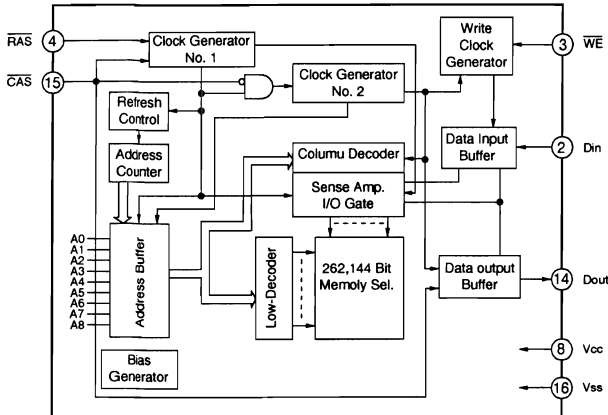 RAS
4
Clock Generator
No. 1
Write
Clock
Generator
3
WE
CAS
15
Clock Generator
No. 2
Refresh
Control
Address
Counter
Columu Decoder
Data Input
Buffer
2
Din
Sense Amp.
I/O Gate
A0
A1
A2
A3
A4
A5
A6
A7
A8
Address Buffer
Low-Decoder
262,144 Bit
Memoly Sel.
Data output
Buffer
14
Dout
Bias
Generator
8
Vcc
16
Vss